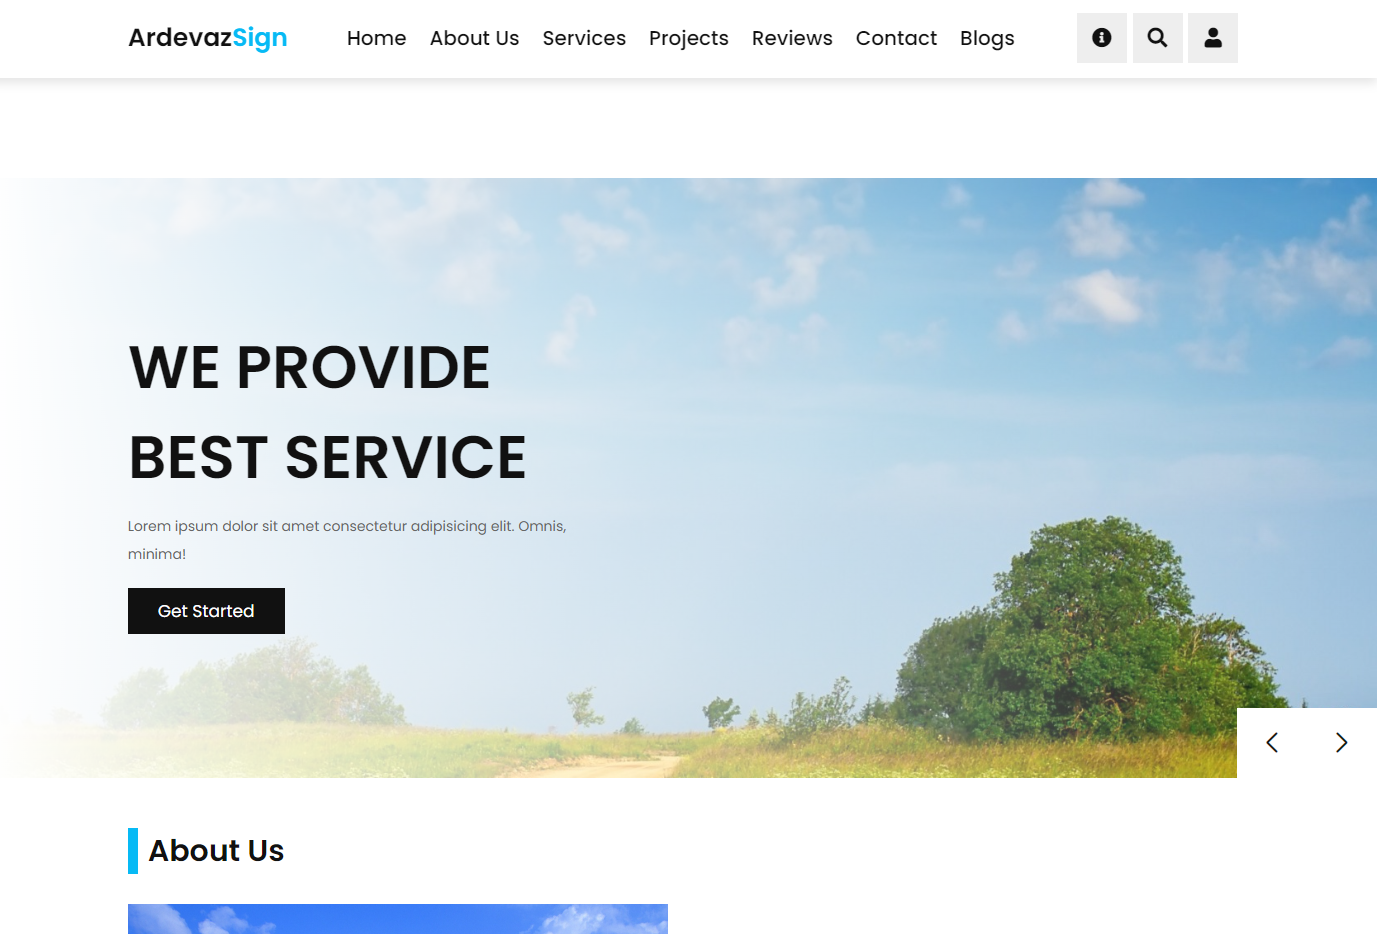 ArdevazSign Home About Us Services Projects Reviews Contact Blogs
WE PROVIDE
BEST SERVICE
Lorem ipsum dolor sit amet consectetur adipisicing elit. Omnis,
minima!
Get Started
About Us